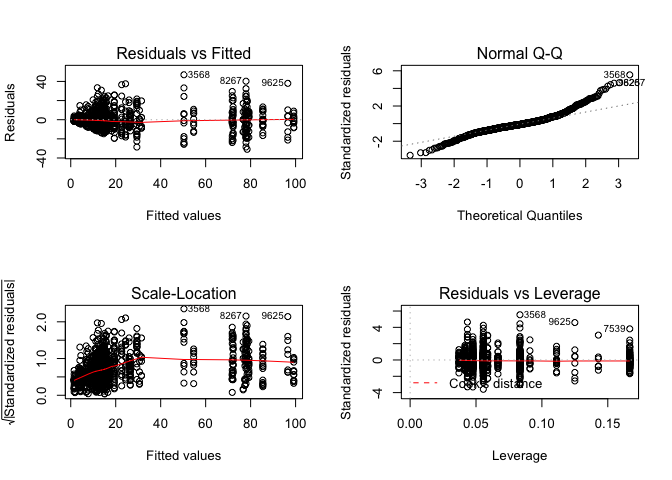 Residuals vs Fitted
Residuals
40
0
-40
3568
8267
9625
0 20 40 60 80 100
Fitted values
Normal Q-Q
Standardized residuals
6
2
-2
3568
8267
-3 -2 -1 0 1 2 3
Theoretical Quantiles
Scale-Location
√|Standardized residuals|
2.0
1.0
0.0
3568
8267
9625
0 20 40 60 80 100
Fitted values
Residuals vs Leverage
Standardized residuals
4
0
-4
3568
9625
7539
Cook's distance
0.00 0.05 0.10 0.15
Leverage